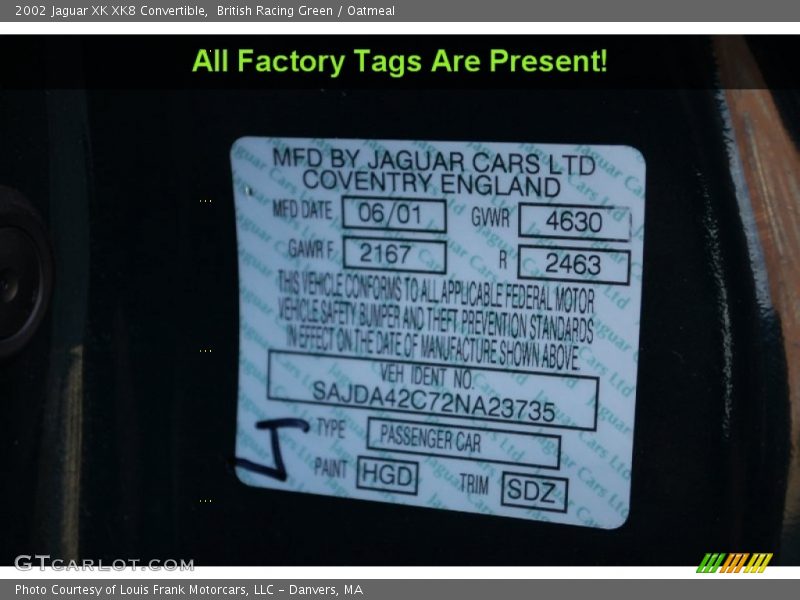 2002 Jaguar XK XK8 Convertible,  British Racing Green / Oatmeal
All Factory Tags Are Present!
MFD BY JAGUAR CARS LTD
COVENTRY ENGLAND
MFD DATE 06/01 GVWR 4630
GAWR F. 2167 R 2463
THIS VEHICLE CONFORMS TO ALL APPLICABLE FEDERAL MOTOR
VEHICLE SAFETY BUMPER AND THEFT PREVENTION STANDARDS
IN EFFECT ON THE DATE OF MANUFACTURE SHOWN ABOVE.
VEH IDENT NO.
SAJDA42C72NA23735
TYPE PASSENGER CAR
PAINT HGD TRIM SDZ
GTCARLOT.COM
Photo Courtesy of Louis Frank Motorcars, LLC – Danvers, MA